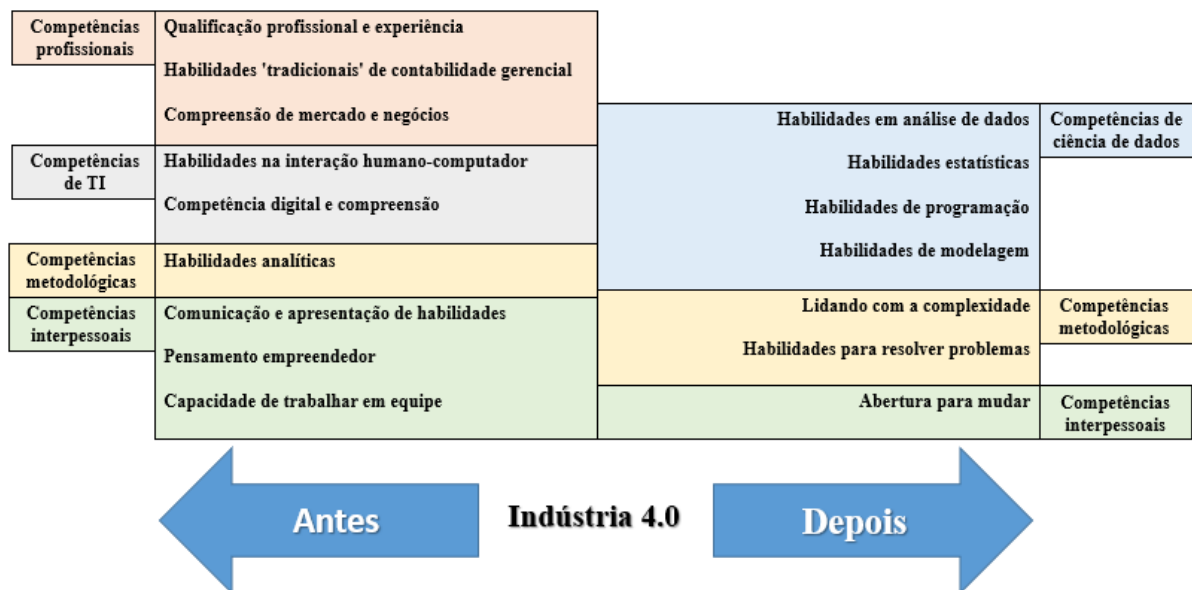 Competências
profissionais
Qualificação profissional e experiência
Habilidades 'tradicionais' de contabilidade gerencial
Compreensão de mercado e negócios
Competências
de TI
Habilidades na interação humano-computador
Competência digital e compreensão
Competências
metodológicas
Habilidades analíticas
Competências
interpessoais
Comunicação e apresentação de habilidades
Pensamento empreendedor
Capacidade de trabalhar em equipe
Habilidades em análise de dados
Habilidades estatísticas
Habilidades de programação
Habilidades de modelagem
Competências de
ciência de dados
Lidando com a complexidade
Habilidades para resolver problemas
Competências
metodológicas
Abertura para mudar
Competências
interpessoais
Antes
Indústria 4.0
Depois